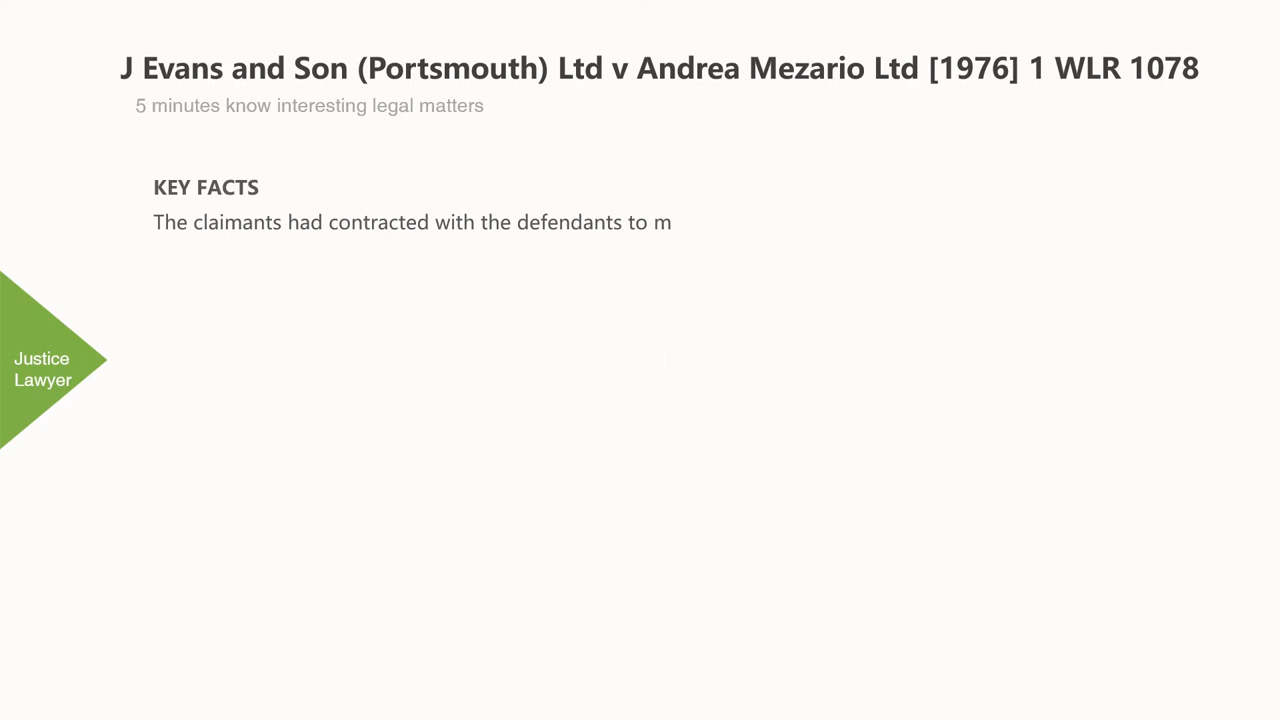 J Evans and Son (Portsmouth) Ltd v Andrea Mezario Ltd [1976] 1 WLR 1078
5 minutes know interesting legal matters
KEY FACTS
The claimants had contracted with the defendants to m
Justice
Lawyer